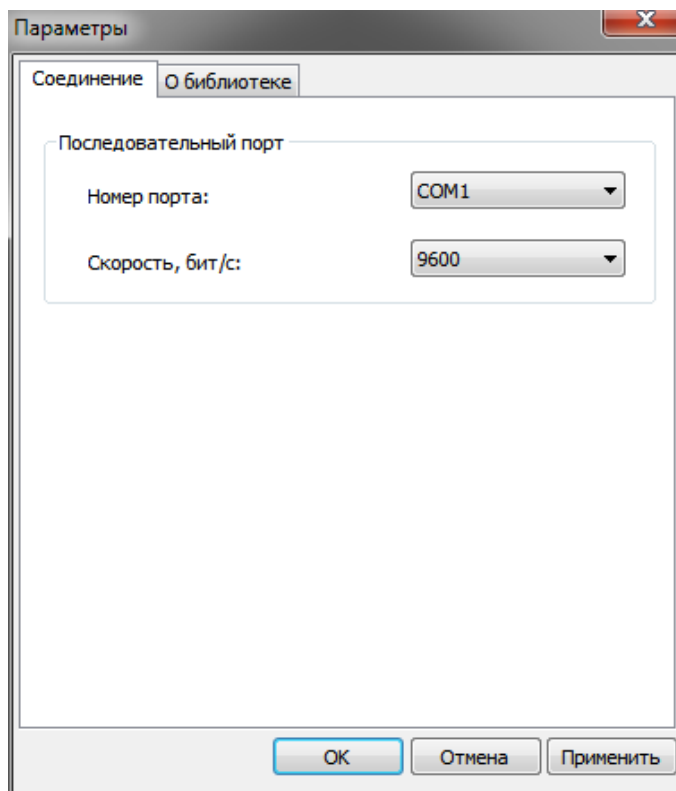 Параметры
Соединение О библиотеке
Последовательный порт
Номер порта: COM1
Скорость, бит/с: 9600
OK Отмена Применить